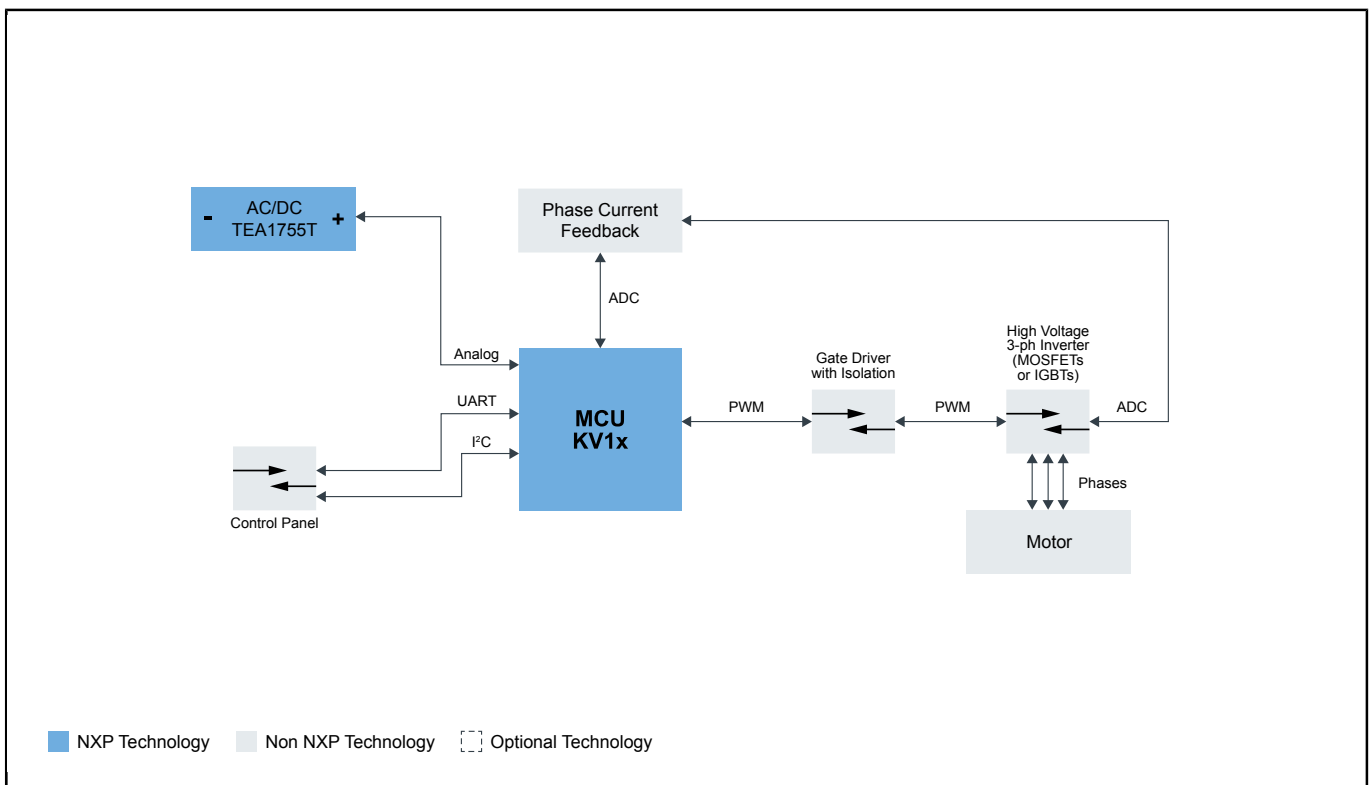 AC/DC
- TEA1755T +
Phase Current
Feedback
ADC
High Voltage
3-ph Inverter
(MOSFETs
or IGBTs)
Gate Driver
with Isolation
Analog
UART
I²C
MCU
KV1x
PWM
PWM
ADC
Control Panel
Phases
Motor
NXP Technology
Non NXP Technology
Optional Technology